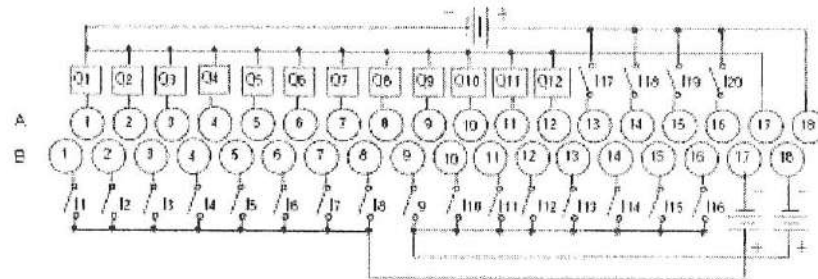 - +
Q1 Q2 Q3 Q4 Q5 Q6 Q7 Q8 Q9 Q10 Q11 Q12 I17 I18 I19 I20
A 1 2 3 4 5 6 7 8 9 10 11 12 13 14 15 16 17 18
B 1 2 3 4 5 6 7 8 9 10 11 12 13 14 15 16 17 18
I1 I2 I3 I4 I5 I6 I7 I8 9 I10 I11 I12 I13 I14 I15 I16
- -
+ +